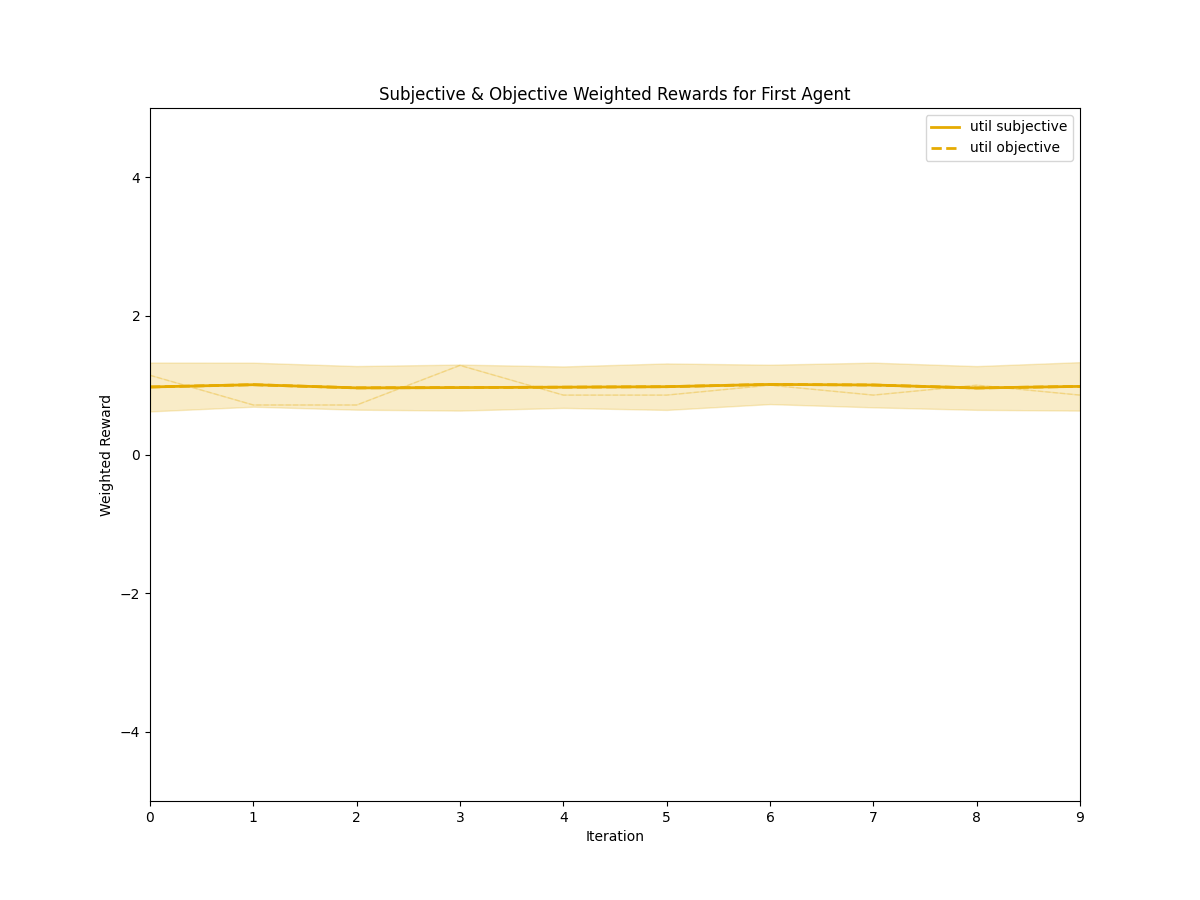 Subjective & Objective Weighted Rewards for First Agent
util subjective
util objective
4
2
0
−2
−4
Weighted Reward
0 1 2 3 4 5 6 7 8 9
Iteration